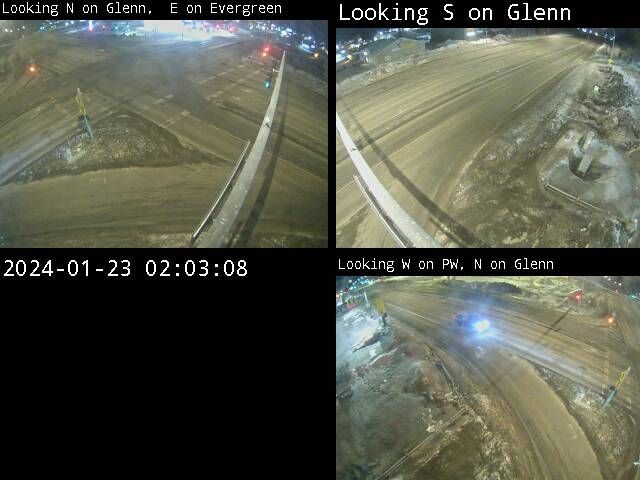 Looking N on Glenn,  E on Evergreen
Looking S on Glenn
2024-01-23 02:03:08
Looking W on PW, N on Glenn